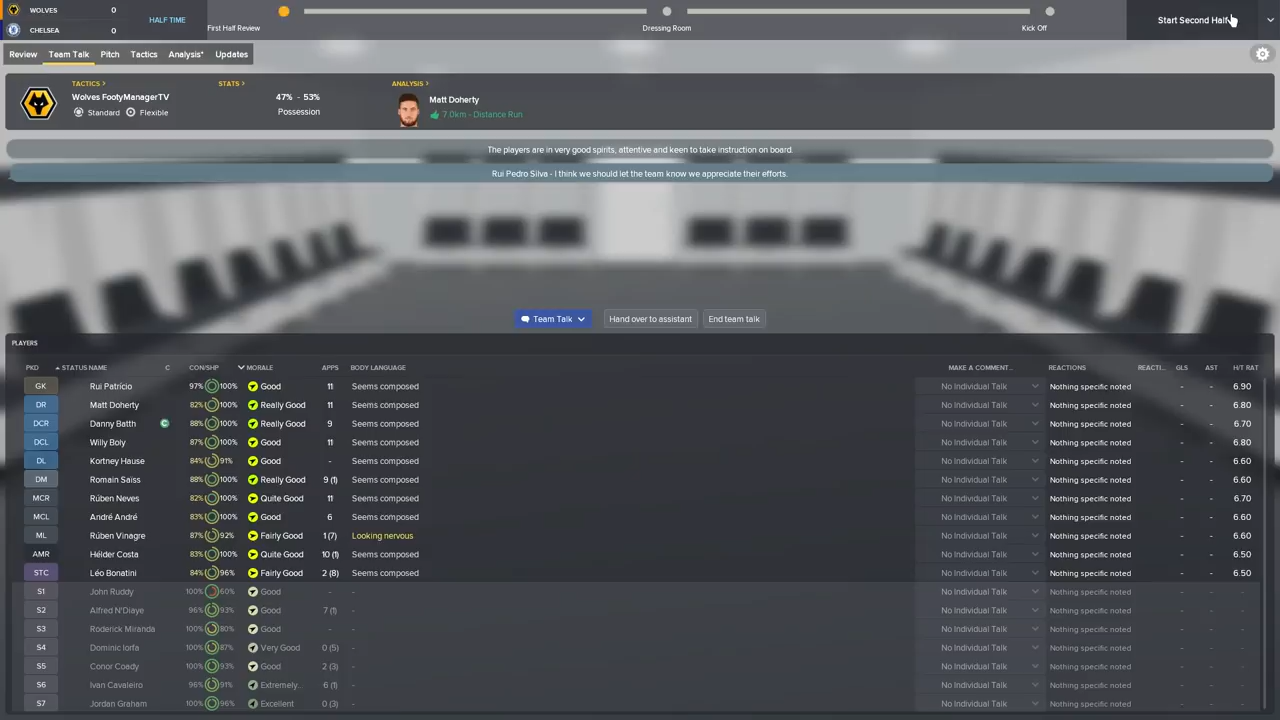 WOLVES 0
CHELSEA 0
HALF TIME
First Half Review
Dressing Room
Kick Off
Start Second Half
Review Team Talk Pitch Tactics Analysis* Updates
TACTICS >
Wolves FootyManagerTV
Standard Flexible
STATS >
47% - 53%
Possession
ANALYSIS >
Matt Doherty
7.0km - Distance Run
The players are in very good spirits, attentive and keen to take instruction on board.
Rui Pedro Silva - I think we should let the team know we appreciate their efforts.
Team Talk Hand over to assistant End team talk
PLAYERS
PKD STATUS NAME C CON/SHP MORALE APPS BODY LANGUAGE MAKE A COMMENT... REACTIONS REACTI... GLS AST H/T RAT
GK Rui Patrício 97% 100% Good 11 Seems composed No Individual Talk Nothing specific noted - - 6.90
DR Matt Doherty 82% 100% Really Good 11 Seems composed No Individual Talk Nothing specific noted - - 6.80
DCR Danny Batth C 88% 100% Really Good 9 Seems composed No Individual Talk Nothing specific noted - - 6.70
DCL Willy Boly 87% 100% Good 11 Seems composed No Individual Talk Nothing specific noted - - 6.80
DL Kortney Hause 84% 91% Good - Seems composed No Individual Talk Nothing specific noted - - 6.60
DM Romain Saïss 88% 100% Really Good 9 (1) Seems composed No Individual Talk Nothing specific noted - - 6.60
MCR Rúben Neves 82% 100% Quite Good 11 Seems composed No Individual Talk Nothing specific noted - - 6.70
MCL André André 83% 100% Good 6 Seems composed No Individual Talk Nothing specific noted - - 6.60
ML Rúben Vinagre 87% 92% Fairly Good 1 (7) Looking nervous No Individual Talk Nothing specific noted - - 6.60
AMR Hélder Costa 83% 100% Quite Good 10 (1) Seems composed No Individual Talk Nothing specific noted - - 6.50
STC Léo Bonatini 84% 96% Fairly Good 2 (8) Seems composed No Individual Talk Nothing specific noted - - 6.50
S1 John Ruddy 100% 60% Good - - No Individual Talk Nothing specific noted - - -
S2 Alfred N'Diaye 96% 93% Good 7 (1) - No Individual Talk Nothing specific noted - - -
S3 Roderick Miranda 100% 80% Good - - No Individual Talk Nothing specific noted - - -
S4 Dominic Iorfa 100% 87% Very Good 0 (5) - No Individual Talk Nothing specific noted - - -
S5 Conor Coady 100% 93% Good 2 (3) - No Individual Talk Nothing specific noted - - -
S6 Ivan Cavaleiro 96% 91% Extremely... 6 (1) - No Individual Talk Nothing specific noted - - -
S7 Jordan Graham 100% 96% Excellent 0 (3) - No Individual Talk Nothing specific noted - - -